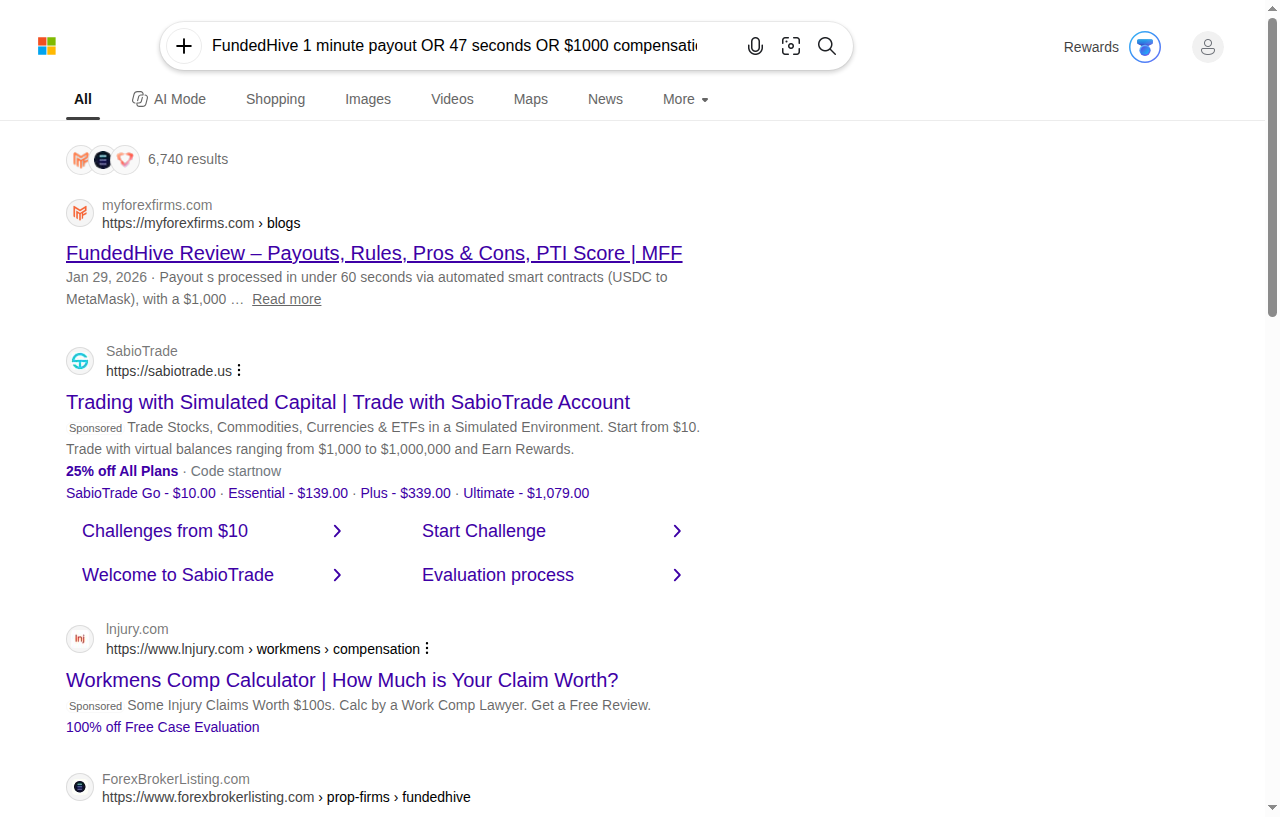 FundedHive 1 minute payout OR 47 seconds OR $1000 compensati
Rewards
All
AI Mode
Shopping
Images
Videos
Maps
News
More
6,740 results
myforexfirms.com
https://myforexfirms.com › blogs
FundedHive Review – Payouts, Rules, Pros & Cons, PTI Score | MFF
Jan 29, 2026 · Payout s processed in under 60 seconds via automated smart contracts (USDC to
MetaMask), with a $1,000 … Read more
SabioTrade
https://sabiotrade.us
Trading with Simulated Capital | Trade with SabioTrade Account
Sponsored Trade Stocks, Commodities, Currencies & ETFs in a Simulated Environment. Start from $10.
Trade with virtual balances ranging from $1,000 to $1,000,000 and Earn Rewards.
25% off All Plans · Code startnow
SabioTrade Go - $10.00 · Essential - $139.00 · Plus - $339.00 · Ultimate - $1,079.00
Challenges from $10
Start Challenge
Welcome to SabioTrade
Evaluation process
Inj
lnjury.com
https://www.lnjury.com › workmens › compensation
Workmens Comp Calculator | How Much is Your Claim Worth?
Sponsored Some Injury Claims Worth $100s. Calc by a Work Comp Lawyer. Get a Free Review.
100% off Free Case Evaluation
ForexBrokerListing.com
https://www.forexbrokerlisting.com › prop-firms › fundedhive